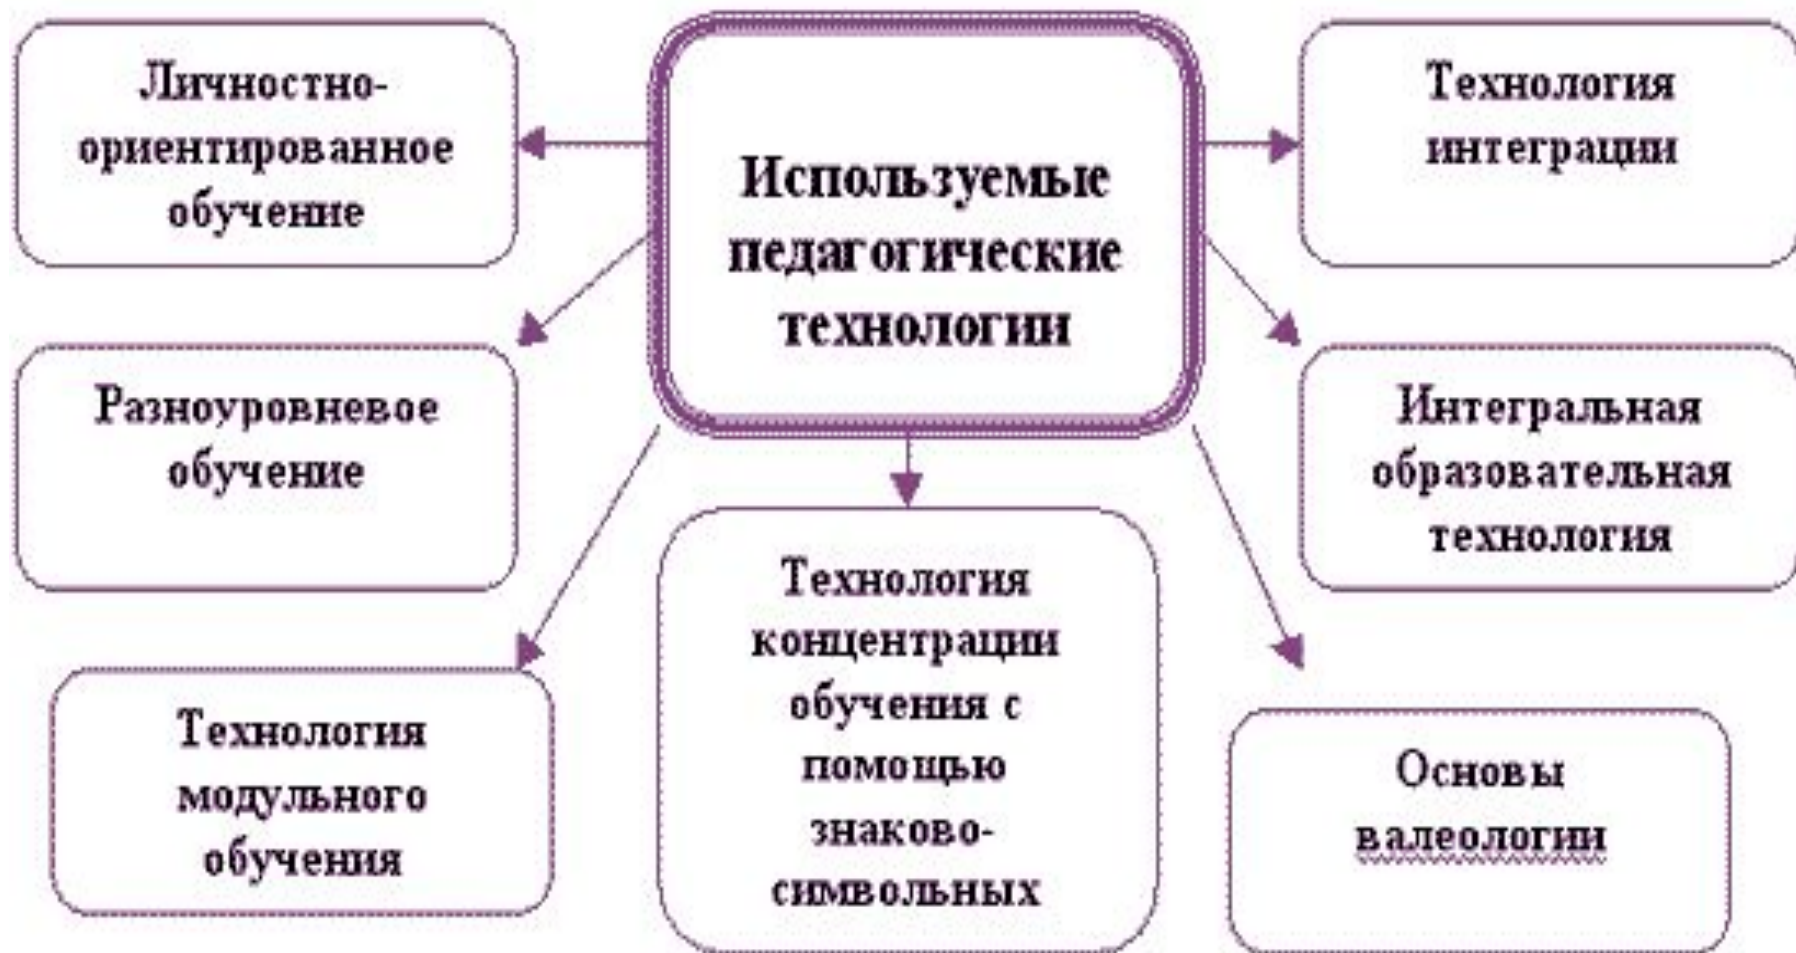 Личностно-
ориентированное
обучение
Используемые
педагогические
технологии
Технология
интеграции
Разноуровневое
обучение
Интегральная
образовательная
технология
Технология
модульного
обучения
Технология
концентрации
обучения с
помощью
знаково-
символьных
Основы
валеологии